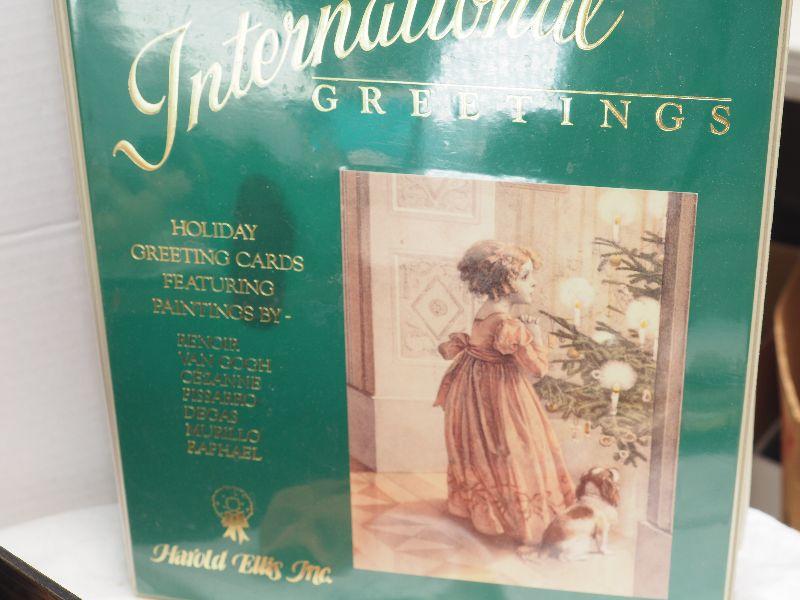 International
GREETINGS
HOLIDAY
GREETING CARDS
FEATURING
PAINTINGS BY-
RENOIR
VAN GOGH
CEZANNE
PISSARRO
DEGAS
MURILLO
RAPHAEL
Harold Ellis Inc.